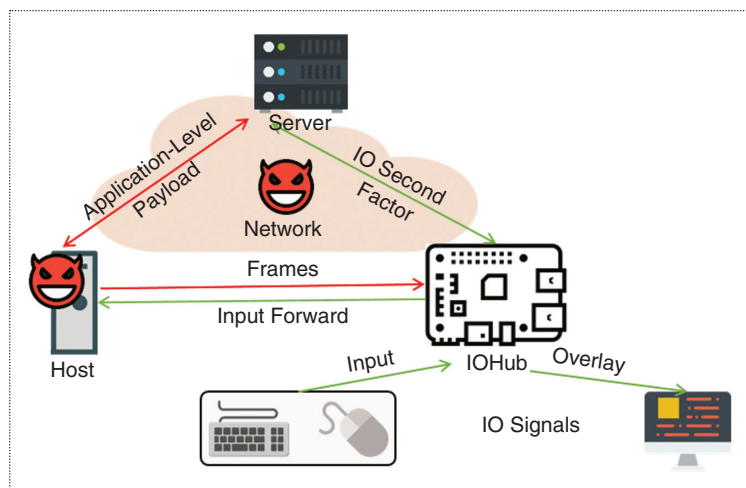 Server
Application-Level
Payload
IO Second
Factor
Network
Frames
Input Forward
Host
Input
IOHub
Overlay
IO Signals